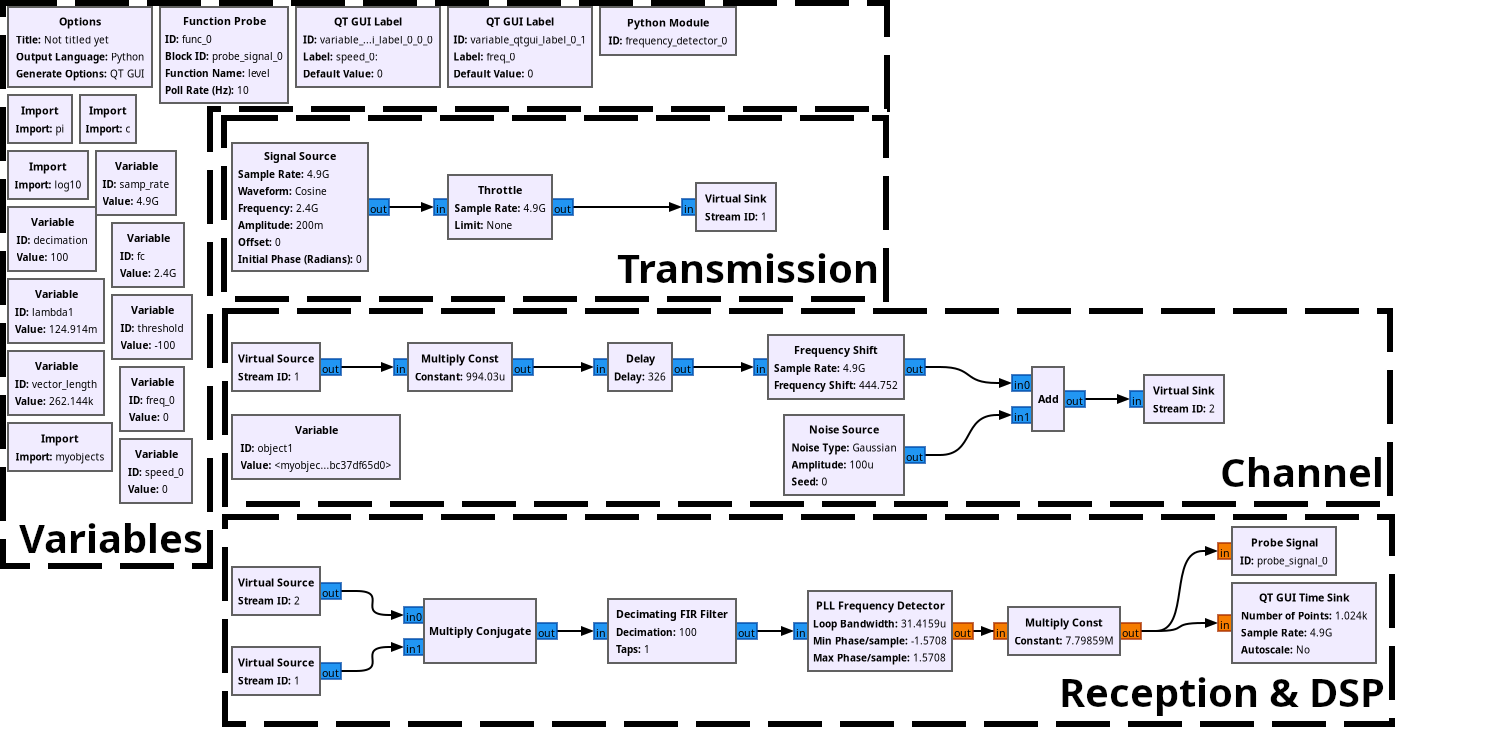 Options
Title: Not titled yet
Output Language: Python
Generate Options: QT GUI
Function Probe
ID: func_0
Block ID: probe_signal_0
Function Name: level
Poll Rate (Hz): 10
QT GUI Label
ID: variable_...i_label_0_0_0
Label: speed_0:
Default Value: 0
QT GUI Label
ID: variable_qtgui_label_0_1
Label: freq_0
Default Value: 0
Python Module
ID: frequency_detector_0
Import
Import: pi
Import
Import: c
Import
Import: log10
Variable
ID: samp_rate
Value: 4.9G
Variable
ID: decimation
Value: 100
Variable
ID: fc
Value: 2.4G
Variable
ID: lambda1
Value: 124.914m
Variable
ID: threshold
Value: -100
Variable
ID: vector_length
Value: 262.144k
Variable
ID: freq_0
Value: 0
Import
Import: myobjects
Variable
ID: speed_0
Value: 0
Variables
Signal Source
Sample Rate: 4.9G
Waveform: Cosine
Frequency: 2.4G
Amplitude: 200m
Offset: 0
Initial Phase (Radians): 0
out
in
Throttle
Sample Rate: 4.9G
Limit: None
out
in
Virtual Sink
Stream ID: 1
Transmission
Virtual Source
Stream ID: 1
out
in
Multiply Const
Constant: 994.03u
out
in
Delay
Delay: 326
out
in
Frequency Shift
Sample Rate: 4.9G
Frequency Shift: 444.752
out
Variable
ID: object1
Value: <myobjec...bc37df65d0>
Noise Source
Noise Type: Gaussian
Amplitude: 100u
Seed: 0
out
in0
in1
Add
out
in
Virtual Sink
Stream ID: 2
Channel
Virtual Source
Stream ID: 2
out
Virtual Source
Stream ID: 1
out
in0
in1
Multiply Conjugate
out
in
Decimating FIR Filter
Decimation: 100
Taps: 1
out
in
PLL Frequency Detector
Loop Bandwidth: 31.4159u
Min Phase/sample: -1.5708
Max Phase/sample: 1.5708
out
in
Multiply Const
Constant: 7.79859M
out
in
Probe Signal
ID: probe_signal_0
in
QT GUI Time Sink
Number of Points: 1.024k
Sample Rate: 4.9G
Autoscale: No
Reception & DSP